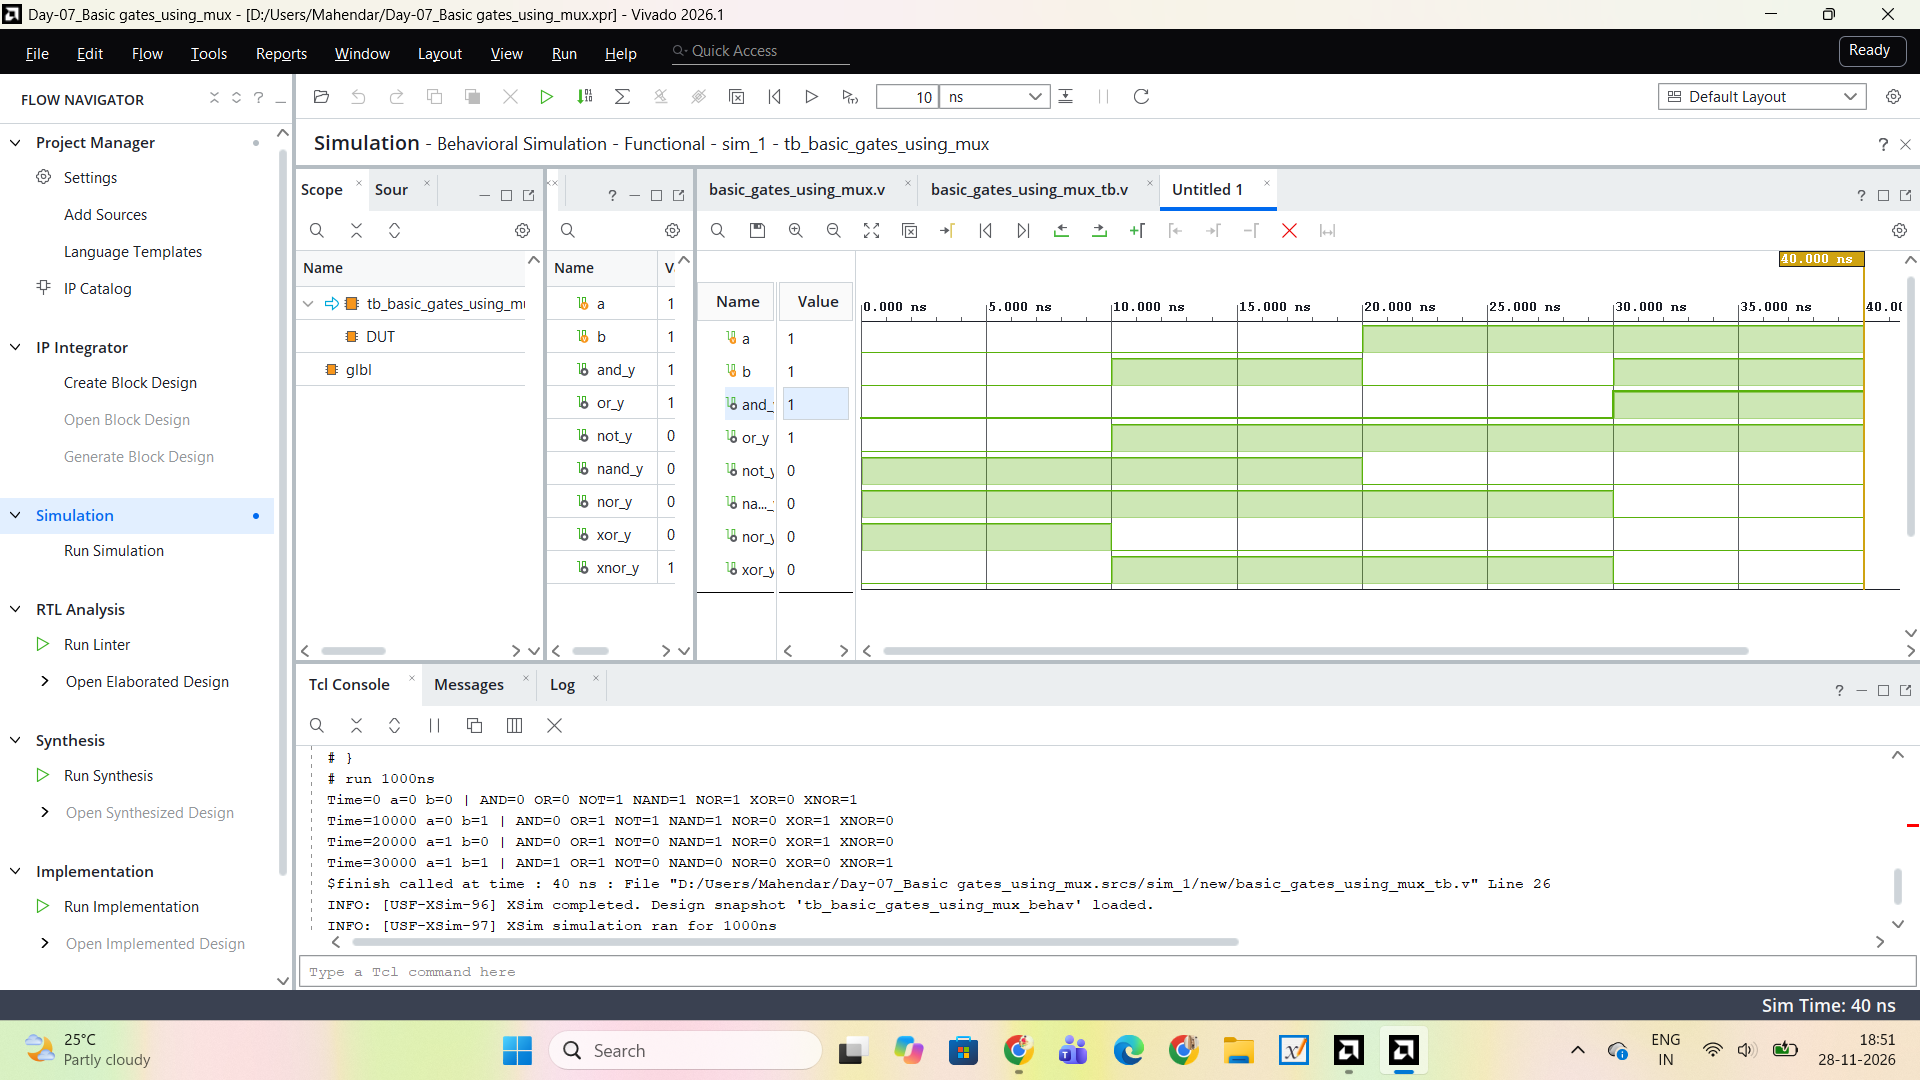 Day-07_Basic gates_using_mux - [D:/Users/Mahendar/Day-07_Basic gates_using_mux.xpr] - Vivado 2026.1
File Edit Flow Tools Reports Window Layout View Run Help Quick Access Ready
FLOW NAVIGATOR
10 ns
Default Layout
Project Manager
Settings
Add Sources
Language Templates
IP Catalog
IP Integrator
Create Block Design
Open Block Design
Generate Block Design
Simulation
Run Simulation
RTL Analysis
Run Linter
Open Elaborated Design
Synthesis
Run Synthesis
Open Synthesized Design
Implementation
Run Implementation
Open Implemented Design
Simulation - Behavioral Simulation - Functional - sim_1 - tb_basic_gates_using_mux
Scope Sour
Name
tb_basic_gates_using_mu
DUT
glbl
Name V
a 1
b 1
and_y 1
or_y 1
not_y 0
nand_y 0
nor_y 0
xor_y 0
xnor_y 1
basic_gates_using_mux.v basic_gates_using_mux_tb.v Untitled 1
40.000 ns
Name Value
0.000 ns 5.000 ns 10.000 ns 15.000 ns 20.000 ns 25.000 ns 30.000 ns 35.000 ns 40.0
a 1
b 1
and_ 1
or_y 1
not_y 0
na..._ 0
nor_y 0
xor_y 0
Tcl Console Messages Log
# }
# run 1000ns
Time=0 a=0 b=0 | AND=0 OR=0 NOT=1 NAND=1 NOR=1 XOR=0 XNOR=1
Time=10000 a=0 b=1 | AND=0 OR=1 NOT=1 NAND=1 NOR=0 XOR=1 XNOR=0
Time=20000 a=1 b=0 | AND=0 OR=1 NOT=0 NAND=1 NOR=0 XOR=1 XNOR=0
Time=30000 a=1 b=1 | AND=1 OR=1 NOT=0 NAND=0 NOR=0 XOR=0 XNOR=1
$finish called at time : 40 ns : File "D:/Users/Mahendar/Day-07_Basic gates_using_mux.srcs/sim_1/new/basic_gates_using_mux_tb.v" Line 26
INFO: [USF-XSim-96] XSim completed. Design snapshot 'tb_basic_gates_using_mux_behav' loaded.
INFO: [USF-XSim-97] XSim simulation ran for 1000ns
Type a Tcl command here
Sim Time: 40 ns
25°C
Partly cloudy
Search
ENG
IN
18:51
28-11-2026